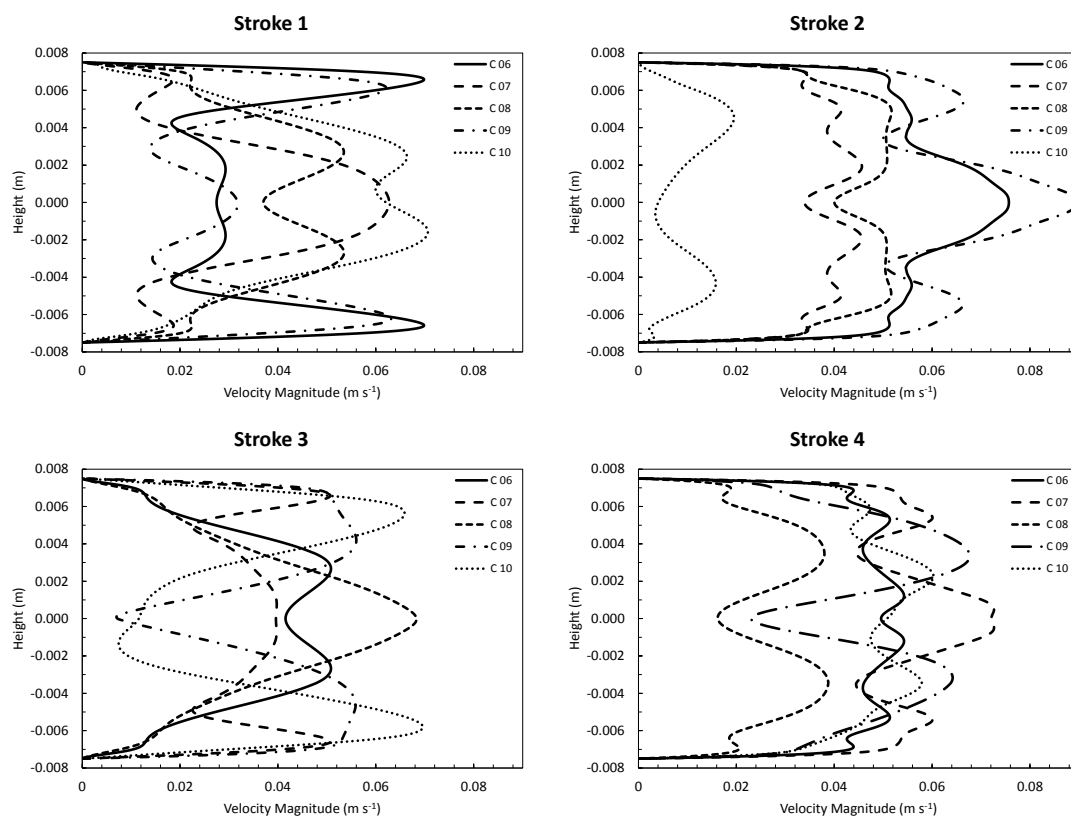 Stroke 1
0.008
0.006
0.004
0.002
0.000
-0.002
-0.004
-0.006
-0.008
Height (m)
0
0.02
0.04
0.06
0.08
Velocity Magnitude (m s⁻¹)
C 06
C 07
C 08
C 09
C 10
Stroke 2
0.008
0.006
0.004
0.002
0.000
-0.002
-0.004
-0.006
-0.008
Height (m)
0
0.02
0.04
0.06
0.08
Velocity Magnitude (m s⁻¹)
C 06
C 07
C 08
C 09
C 10
Stroke 3
0.008
0.006
0.004
0.002
0.000
-0.002
-0.004
-0.006
-0.008
Height (m)
0
0.02
0.04
0.06
0.08
Velocity Magnitude (m s⁻¹)
C 06
C 07
C 08
C 09
C 10
Stroke 4
0.008
0.006
0.004
0.002
0.000
-0.002
-0.004
-0.006
-0.008
Height (m)
0
0.02
0.04
0.06
0.08
Velocity Magnitude (m s⁻¹)
C 06
C 07
C 08
C 09
C 10